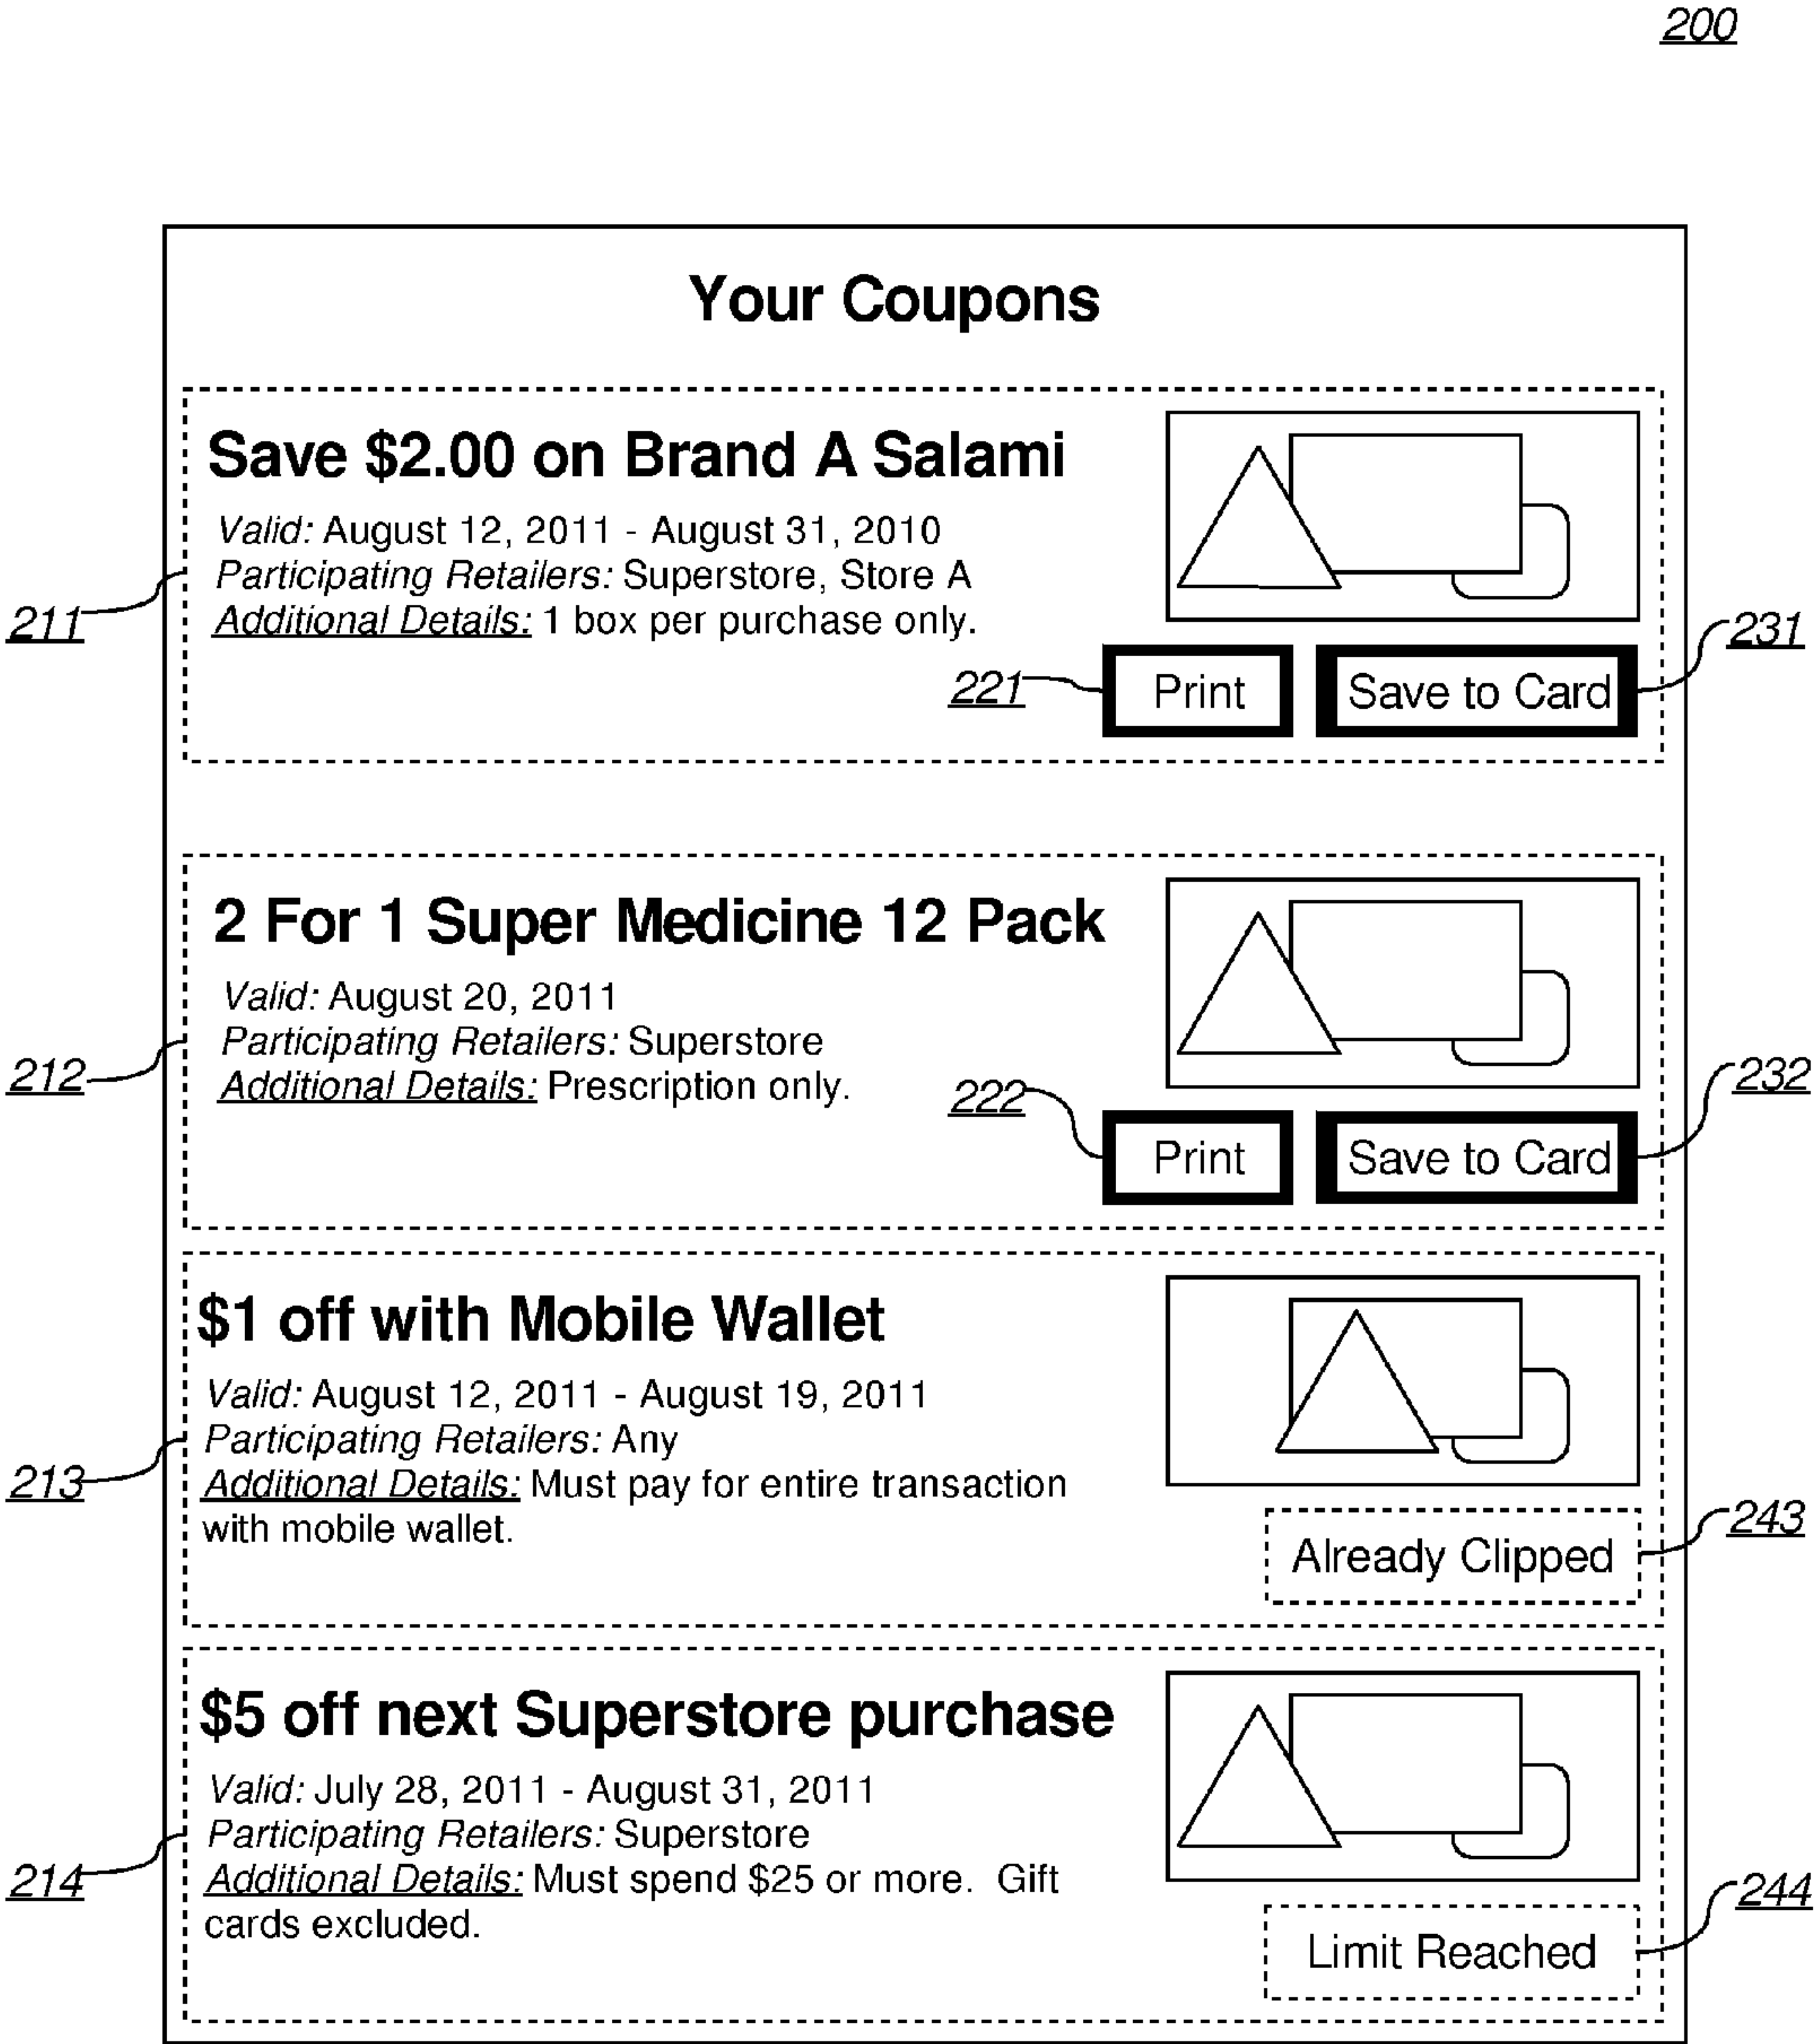 200
Your Coupons
Save $2.00 on Brand A Salami
Valid: August 12, 2011 - August 31, 2010
Participating Retailers: Superstore, Store A
Additional Details: 1 box per purchase only.
211
221
Print
Save to Card
231
2 For 1 Super Medicine 12 Pack
Valid: August 20, 2011
Participating Retailers: Superstore
Additional Details: Prescription only.
212
222
Print
Save to Card
232
$1 off with Mobile Wallet
Valid: August 12, 2011 - August 19, 2011
Participating Retailers: Any
Additional Details: Must pay for entire transaction
with mobile wallet.
213
Already Clipped
243
$5 off next Superstore purchase
Valid: July 28, 2011 - August 31, 2011
Participating Retailers: Superstore
Additional Details: Must spend $25 or more.  Gift
cards excluded.
214
Limit Reached
244